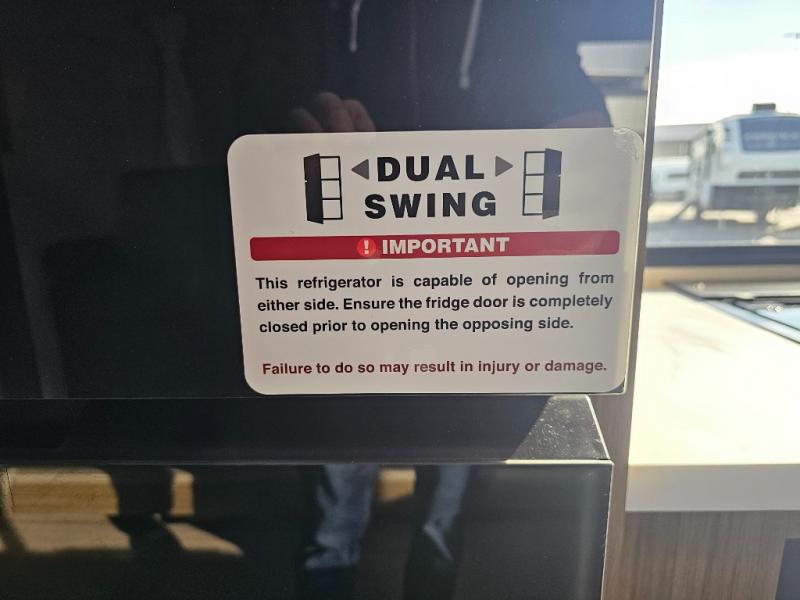 DUAL
SWING
! IMPORTANT
This refrigerator is capable of opening from
either side. Ensure the fridge door is completely
closed prior to opening the opposing side.
Failure to do so may result in injury or damage.